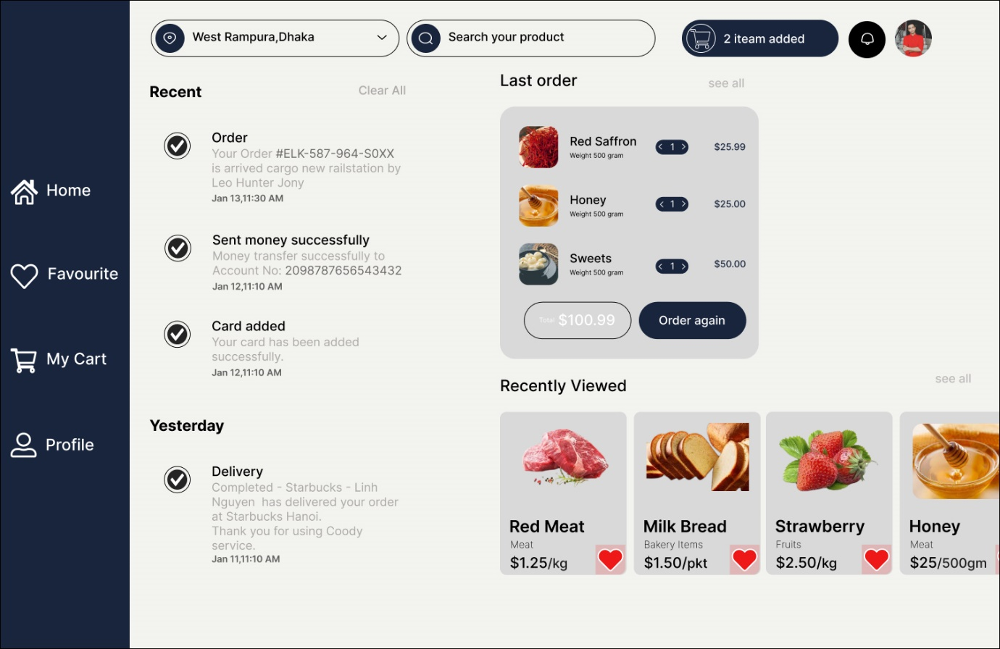 West Rampura,Dhaka
Search your product
2 iteam added
Home
Favourite
My Cart
Profile
Recent
Clear All
Order
Your Order #ELK-587-964-S0XX
is arrived cargo new railstation by
Leo Hunter Jony
Jan 13,11:30 AM
Sent money successfully
Money transfer successfully to
Account No: 2098787656543432
Jan 12,11:10 AM
Card added
Your card has been added
successfully.
Jan 12,11:10 AM
Yesterday
Delivery
Completed - Starbucks - Linh
Nguyen has delivered your order
at Starbucks Hanoi.
Thank you for using Coody
service.
Jan 11,11:10 AM
Last order
see all
Red Saffron
Weight 500 gram
< 1 >
$25.99
Honey
Weight 500 gram
< 1 >
$25.00
Sweets
Weight 500 gram
< 1 >
$50.00
Total $100.99
Order again
Recently Viewed
see all
Red Meat
Meat
$1.25/kg
Milk Bread
Bakery Items
$1.50/pkt
Strawberry
Fruits
$2.50/kg
Honey
Meat
$25/500gm